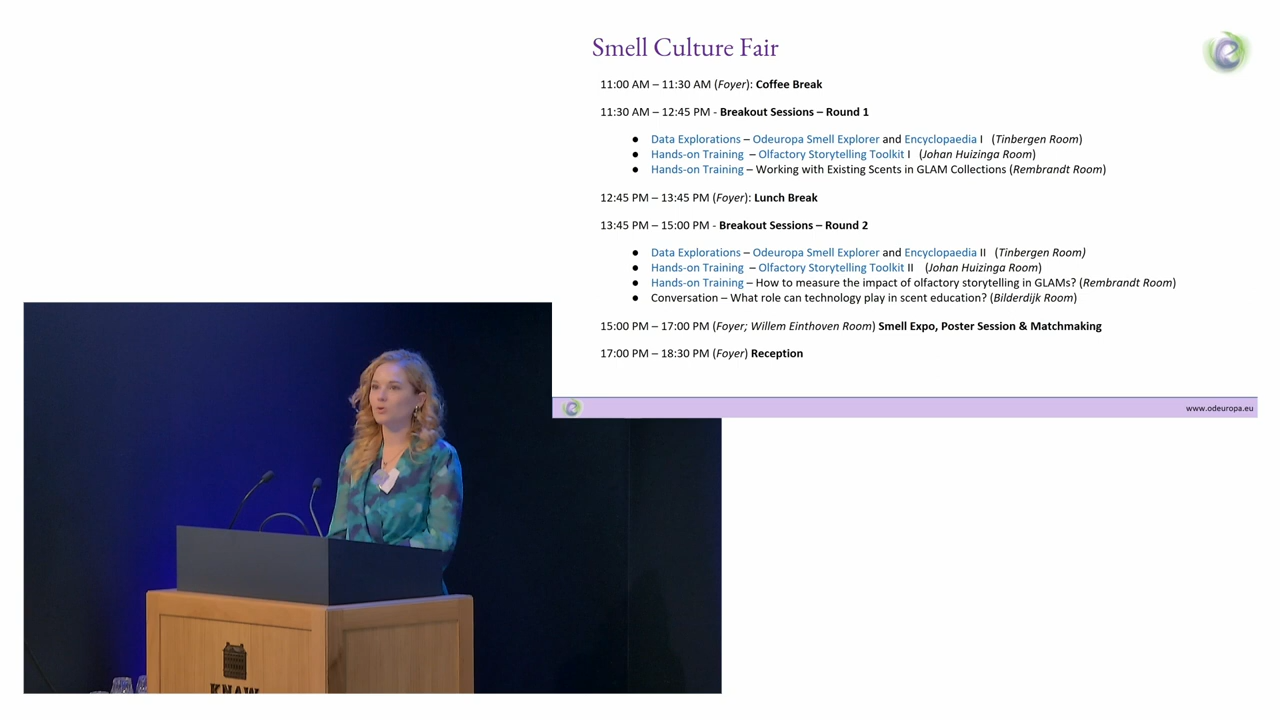 Smell Culture Fair
11:00 AM – 11:30 AM (Foyer): Coffee Break
11:30 AM – 12:45 PM - Breakout Sessions – Round 1
● Data Explorations – Odeuropa Smell Explorer and Encyclopaedia I (Tinbergen Room)
● Hands-on Training – Olfactory Storytelling Toolkit I (Johan Huizinga Room)
● Hands-on Training – Working with Existing Scents in GLAM Collections (Rembrandt Room)
12:45 PM – 13:45 PM (Foyer): Lunch Break
13:45 PM – 15:00 PM - Breakout Sessions – Round 2
● Data Explorations – Odeuropa Smell Explorer and Encyclopaedia II (Tinbergen Room)
● Hands-on Training – Olfactory Storytelling Toolkit II (Johan Huizinga Room)
● Hands-on Training – How to measure the impact of olfactory storytelling in GLAMs? (Rembrandt Room)
● Conversation – What role can technology play in scent education? (Bilderdijk Room)
15:00 PM – 17:00 PM (Foyer; Willem Einthoven Room) Smell Expo, Poster Session & Matchmaking
17:00 PM – 18:30 PM (Foyer) Reception
www.odeuropa.eu
KNAW